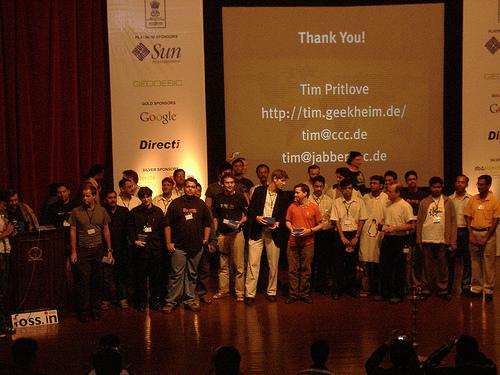 PLATINUM SPONSORS
Sun
GEODESIC
GOLD SPONSORS
Google
Directi
SILVER SPONSORS
Thank You!
Tim Pritlove
http://tim.geekheim.de/
tim@ccc.de
foss.in